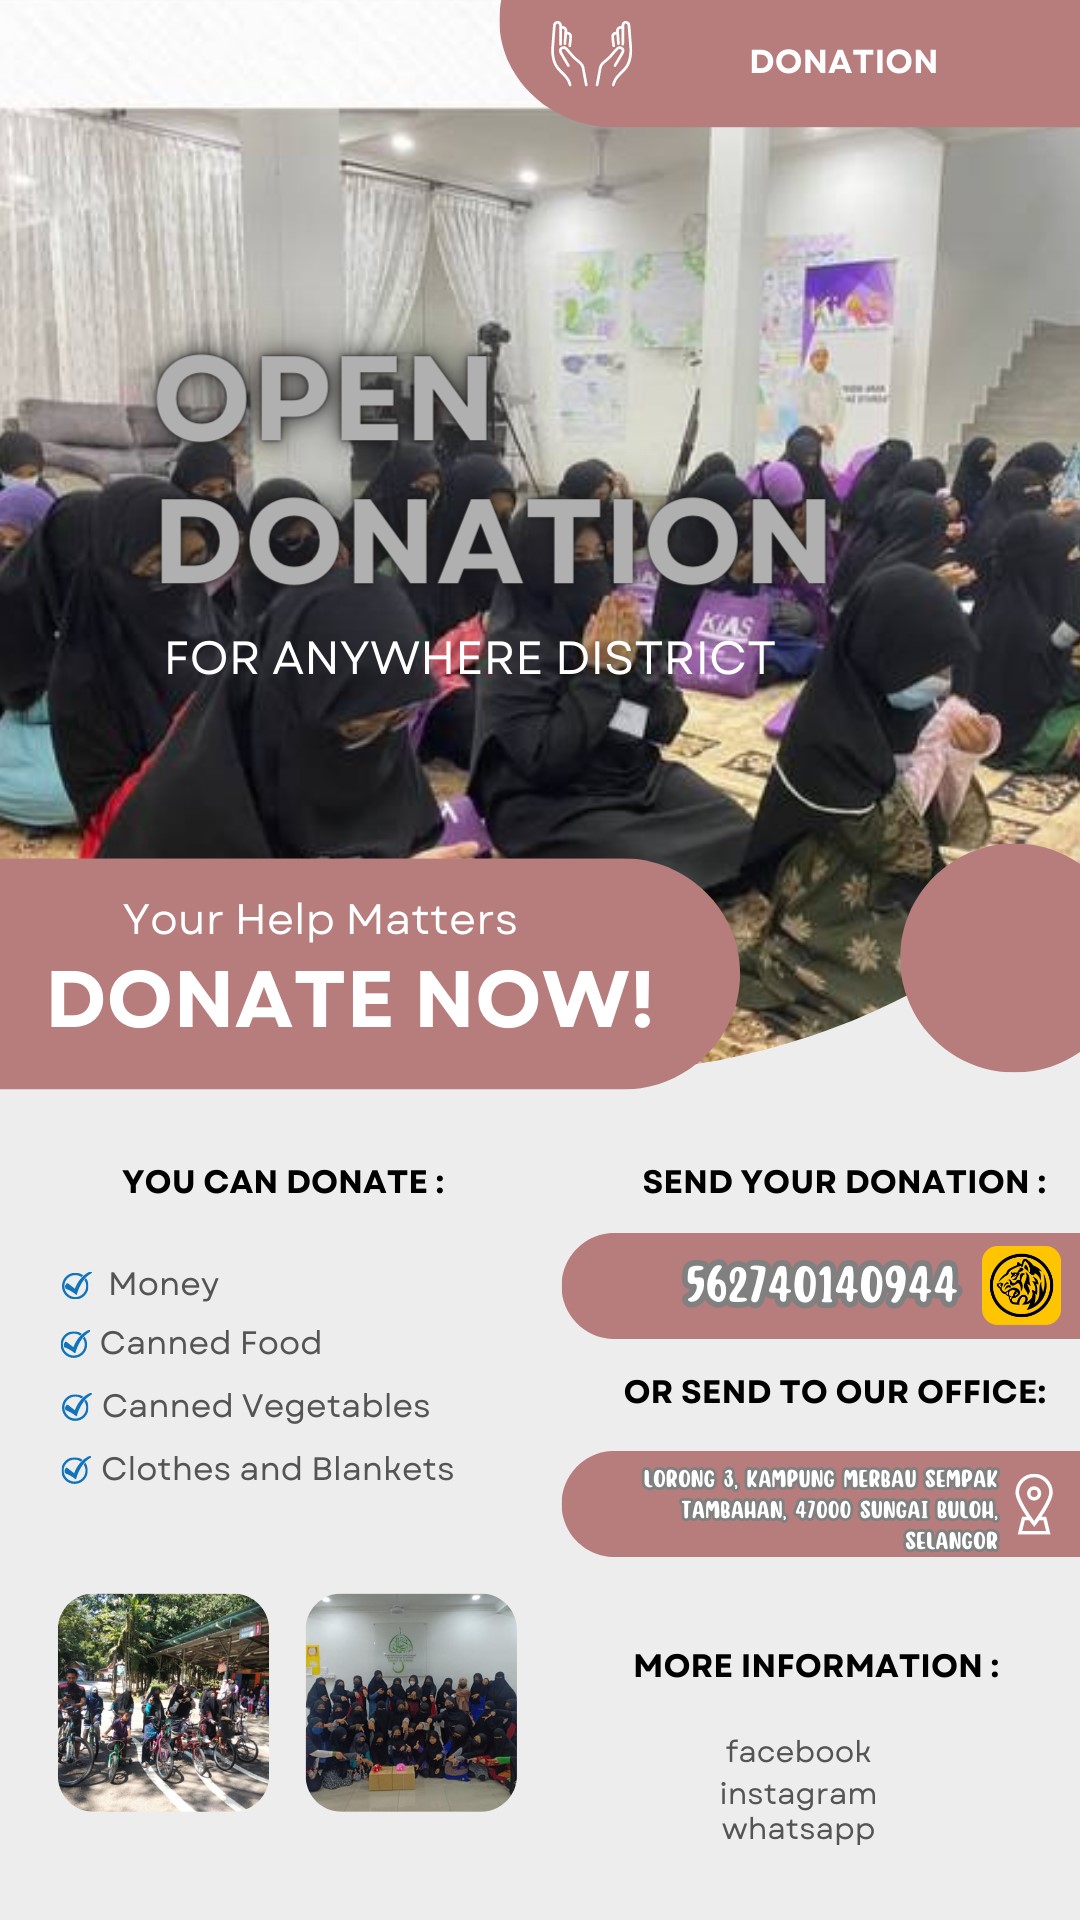 DONATION
KiAS
OPEN
DONATION
KiAS
FOR ANYWHERE DISTRICT
Your Help Matters
DONATE NOW!
YOU CAN DONATE :
Money
Canned Food
Canned Vegetables
Clothes and Blankets
SEND YOUR DONATION :
562740140944
OR SEND TO OUR OFFICE:
LORONG 3, KAMPUNG MERBAU SEMPAK
TAMBAHAN, 47000 SUNGAI BULOH,
SELANGOR
MORE INFORMATION :
facebook
instagram
whatsapp